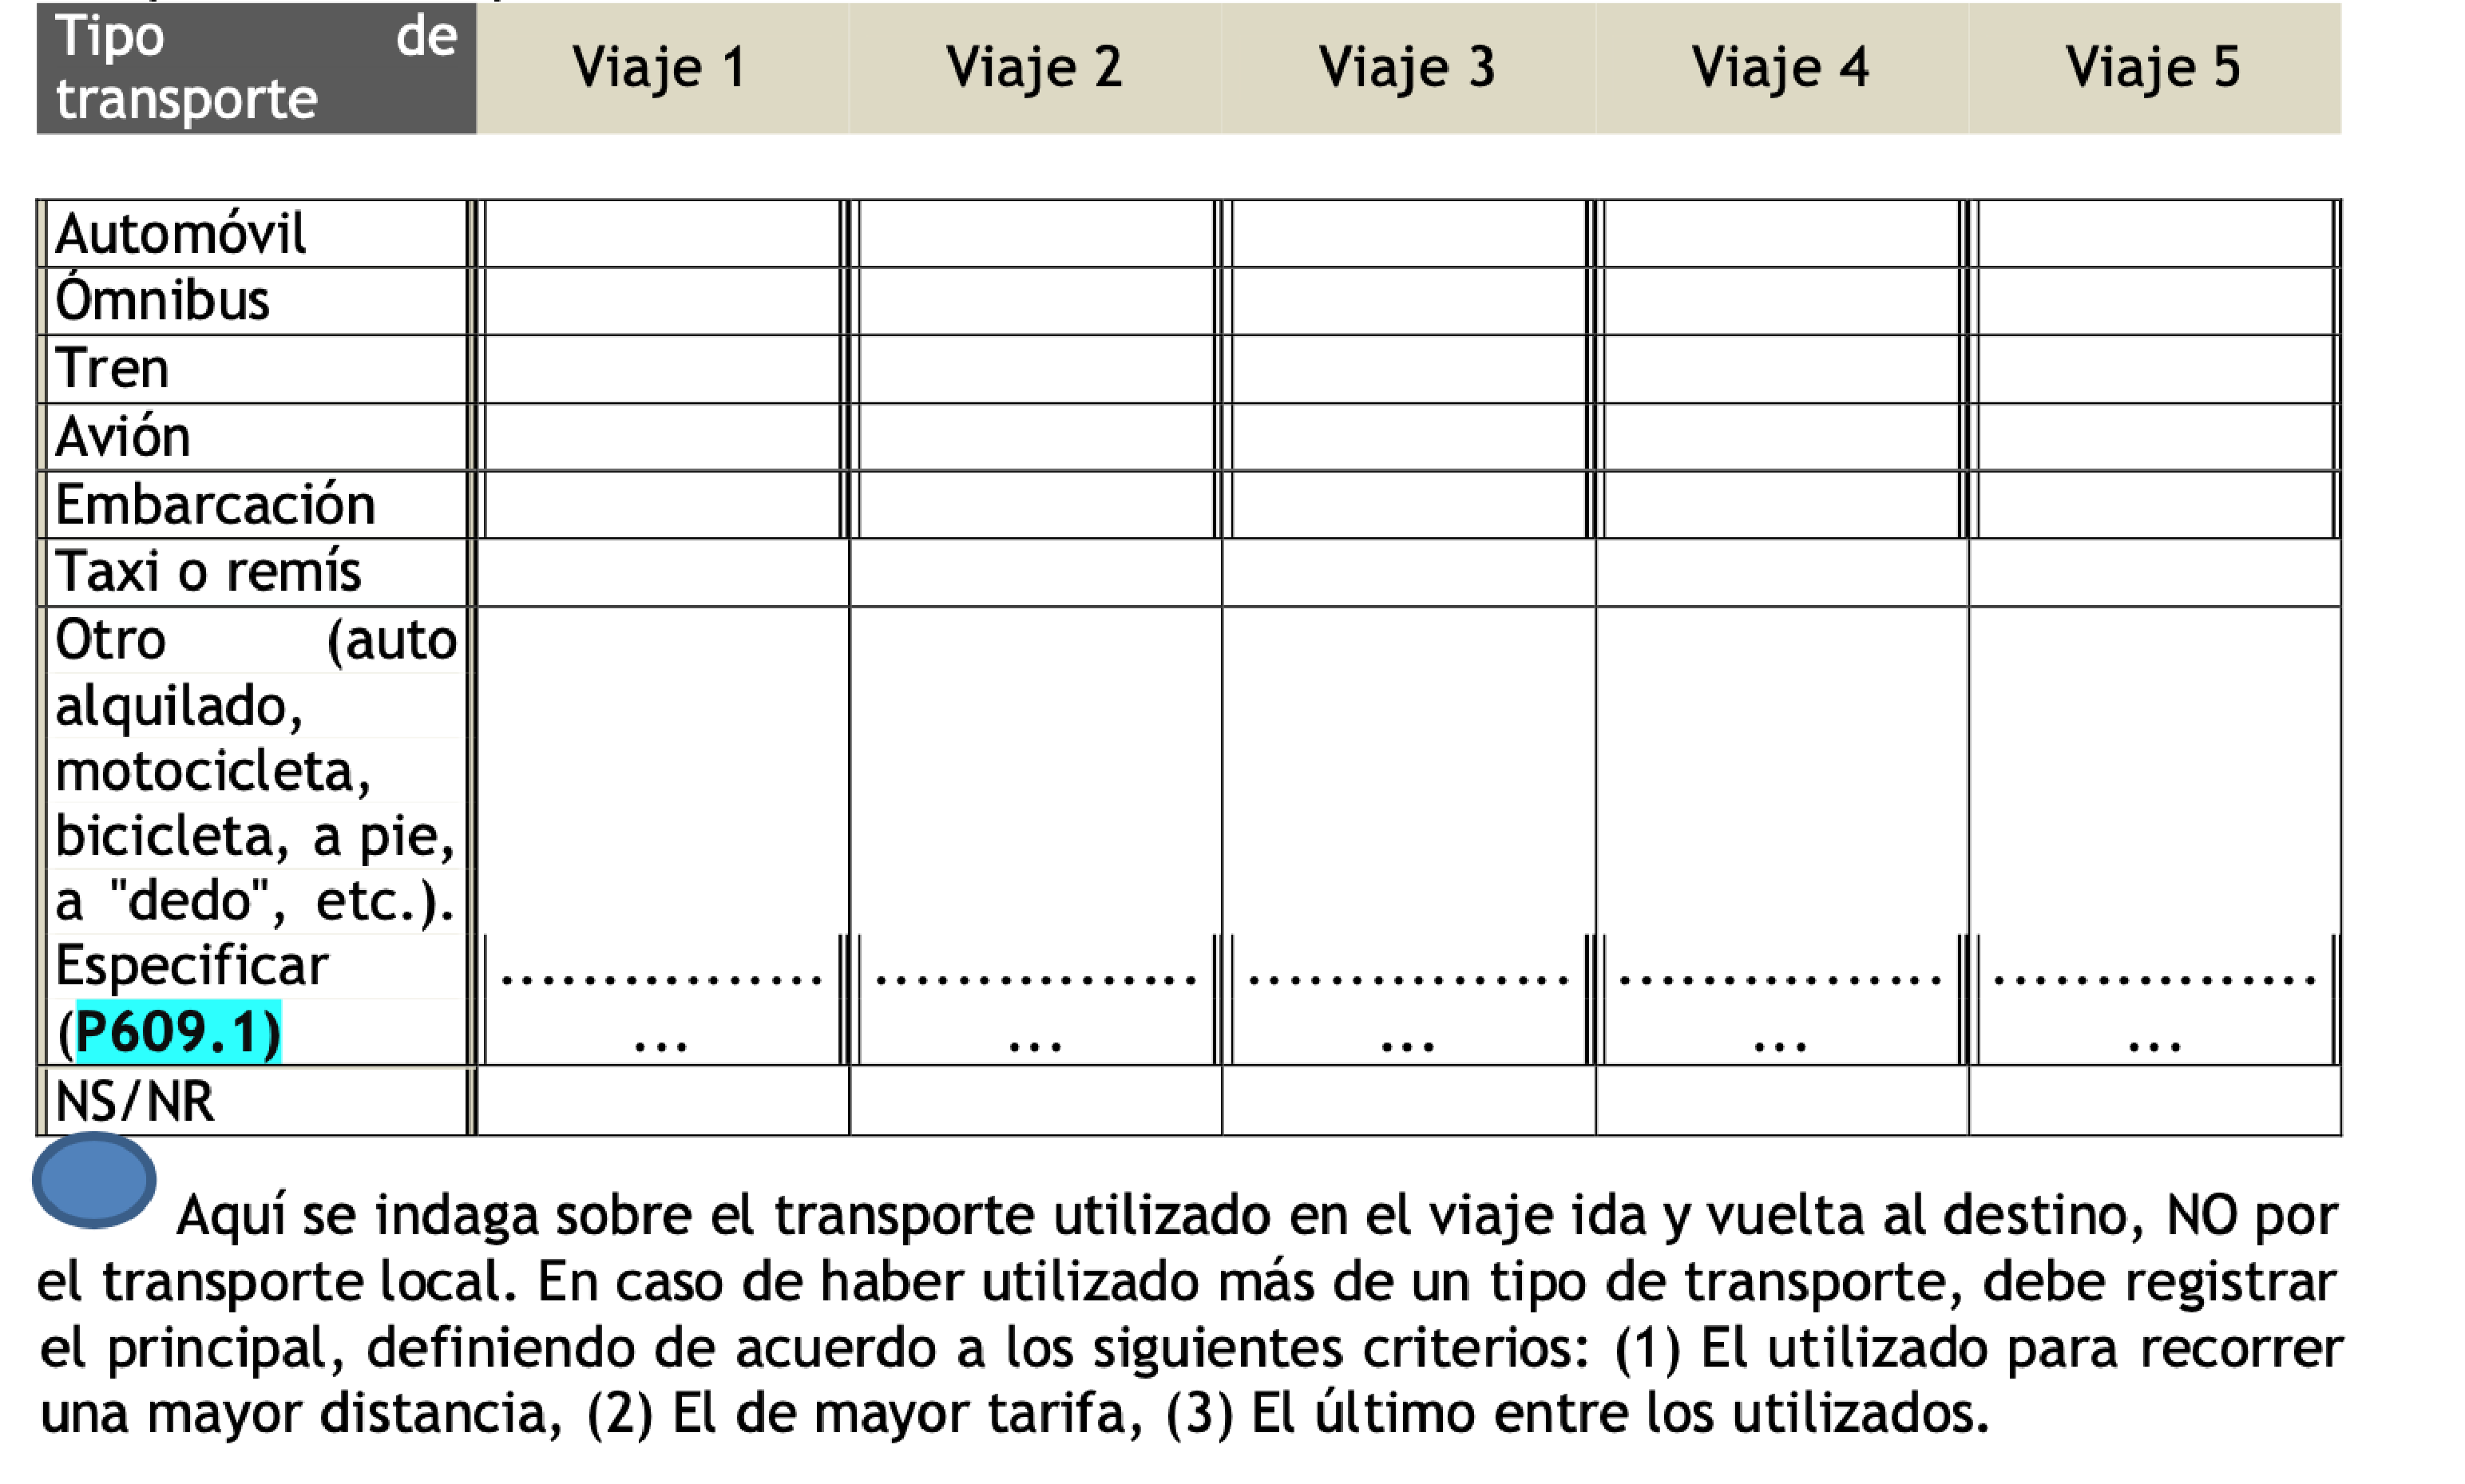 Tipo de
transporte
Viaje 1 Viaje 2 Viaje 3 Viaje 4 Viaje 5
Automóvil
Ómnibus
Tren
Avión
Embarcación
Taxi o remís
Otro (auto
alquilado,
motocicleta,
bicicleta, a pie,
a "dedo", etc.).
Especificar ................ ................ ................ ................ ................
(P609.1) ... ... ... ... ...
NS/NR
Aquí se indaga sobre el transporte utilizado en el viaje ida y vuelta al destino, NO por
el transporte local. En caso de haber utilizado más de un tipo de transporte, debe registrar
el principal, definiendo de acuerdo a los siguientes criterios: (1) El utilizado para recorrer
una mayor distancia, (2) El de mayor tarifa, (3) El último entre los utilizados.